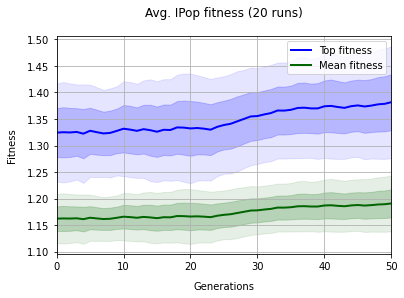 Avg. IPop fitness (20 runs)
Top fitness
Mean fitness
Fitness
1.50
1.45
1.40
1.35
1.30
1.25
1.20
1.15
1.10
0 10 20 30 40 50
Generations